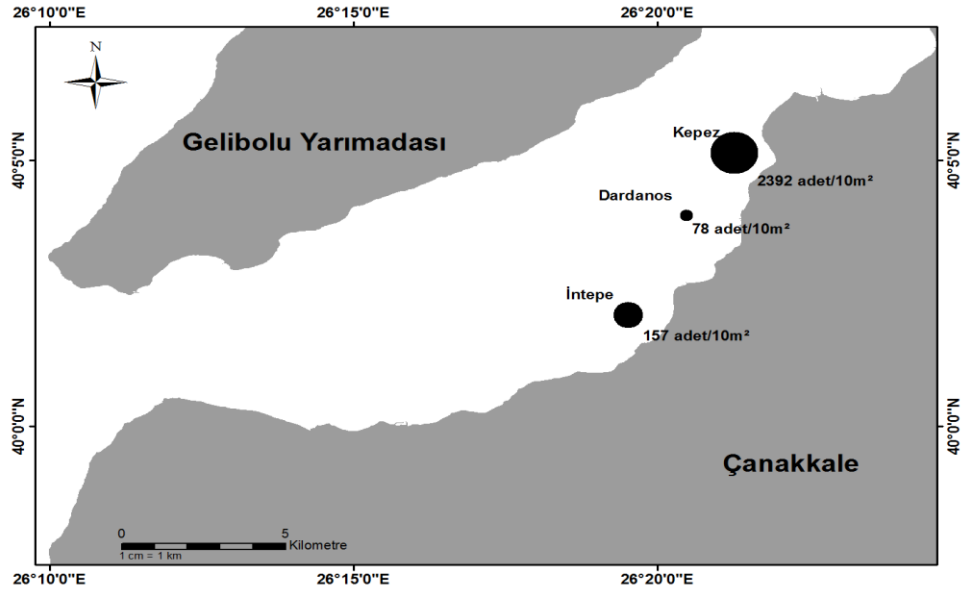 26°10'0"E
26°15'0"E
26°20'0"E
N
Gelibolu Yarımadası
Kepez
40°5'0"N
40°5'0"N
2392 adet/10m²
Dardanos
78 adet/10m²
İntepe
157 adet/10m²
40°0'0"N
40°0'0"N
Çanakkale
0 5
Kilometre
1 cm = 1 km
26°10'0"E
26°15'0"E
26°20'0"E